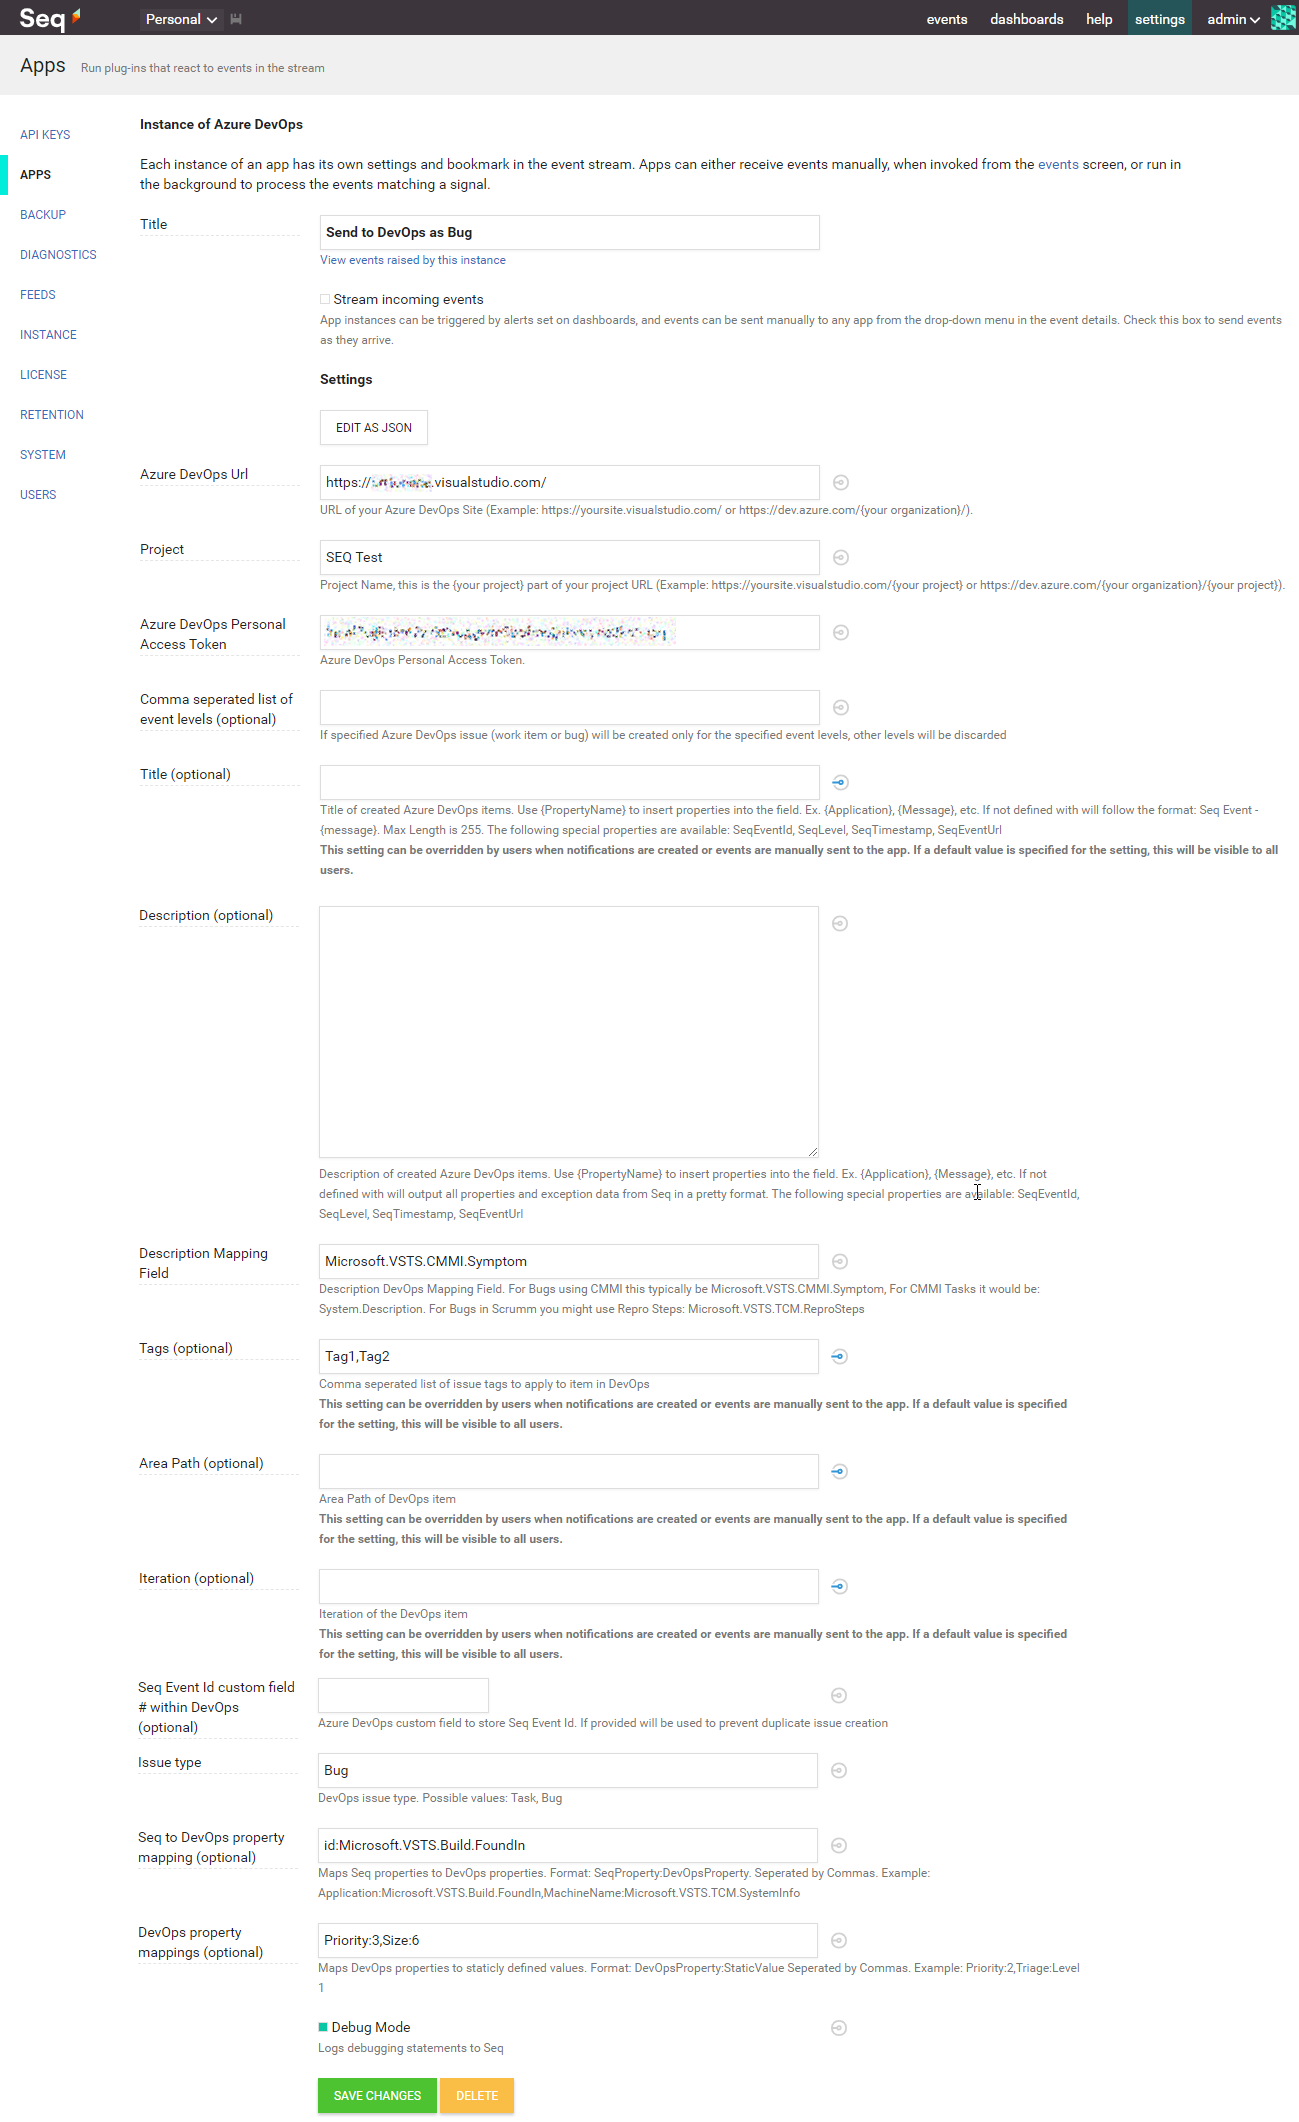 Seq
Personal
events dashboards help settings admin
Apps Run plug-ins that react to events in the stream
API KEYS
APPS
BACKUP
DIAGNOSTICS
FEEDS
INSTANCE
LICENSE
RETENTION
SYSTEM
USERS
Instance of Azure DevOps
Each instance of an app has its own settings and bookmark in the event stream. Apps can either receive events manually, when invoked from the events screen, or run in
the background to process the events matching a signal.
Title
Send to DevOps as Bug
View events raised by this instance
Stream incoming events
App instances can be triggered by alerts set on dashboards, and events can be sent manually to any app from the drop-down menu in the event details. Check this box to send events
as they arrive.
Settings
EDIT AS JSON
Azure DevOps Url
https:// .visualstudio.com/
URL of your Azure DevOps Site (Example: https://yoursite.visualstudio.com/ or https://dev.azure.com/{your organization}/).
Project
SEQ Test
Project Name, this is the {your project} part of your project URL (Example: https://yoursite.visualstudio.com/{your project} or https://dev.azure.com/{your organization}/{your project}).
Azure DevOps Personal
Access Token
Azure DevOps Personal Access Token.
Comma seperated list of
event levels (optional)
If specified Azure DevOps issue (work item or bug) will be created only for the specified event levels, other levels will be discarded
Title (optional)
Title of created Azure DevOps items. Use {PropertyName} to insert properties into the field. Ex. {Application}, {Message}, etc. If not defined with will follow the format: Seq Event -
{message}. Max Length is 255. The following special properties are available: SeqEventId, SeqLevel, SeqTimestamp, SeqEventUrl
This setting can be overridden by users when notifications are created or events are manually sent to the app. If a default value is specified for the setting, this will be visible to all
users.
Description (optional)
Description of created Azure DevOps items. Use {PropertyName} to insert properties into the field. Ex. {Application}, {Message}, etc. If not
defined with will output all properties and exception data from Seq in a pretty format. The following special properties are available: SeqEventId,
SeqLevel, SeqTimestamp, SeqEventUrl
Description Mapping
Field
Microsoft.VSTS.CMMI.Symptom
Description DevOps Mapping Field. For Bugs using CMMI this typically be Microsoft.VSTS.CMMI.Symptom, For CMMI Tasks it would be:
System.Description. For Bugs in Scrumm you might use Repro Steps: Microsoft.VSTS.TCM.ReproSteps
Tags (optional)
Tag1,Tag2
Comma seperated list of issue tags to apply to item in DevOps
This setting can be overridden by users when notifications are created or events are manually sent to the app. If a default value is specified
for the setting, this will be visible to all users.
Area Path (optional)
Area Path of DevOps item
This setting can be overridden by users when notifications are created or events are manually sent to the app. If a default value is specified
for the setting, this will be visible to all users.
Iteration (optional)
Iteration of the DevOps item
This setting can be overridden by users when notifications are created or events are manually sent to the app. If a default value is specified
for the setting, this will be visible to all users.
Seq Event Id custom field
# within DevOps
(optional)
Azure DevOps custom field to store Seq Event Id. If provided will be used to prevent duplicate issue creation
Issue type
Bug
DevOps issue type. Possible values: Task, Bug
Seq to DevOps property
mapping (optional)
id:Microsoft.VSTS.Build.FoundIn
Maps Seq properties to DevOps properties. Format: SeqProperty:DevOpsProperty. Seperated by Commas. Example:
Application:Microsoft.VSTS.Build.FoundIn,MachineName:Microsoft.VSTS.TCM.SystemInfo
DevOps property
mappings (optional)
Priority:3,Size:6
Maps DevOps properties to staticly defined values. Format: DevOpsProperty:StaticValue Seperated by Commas. Example: Priority:2,Triage:Level
1
Debug Mode
Logs debugging statements to Seq
SAVE CHANGES DELETE